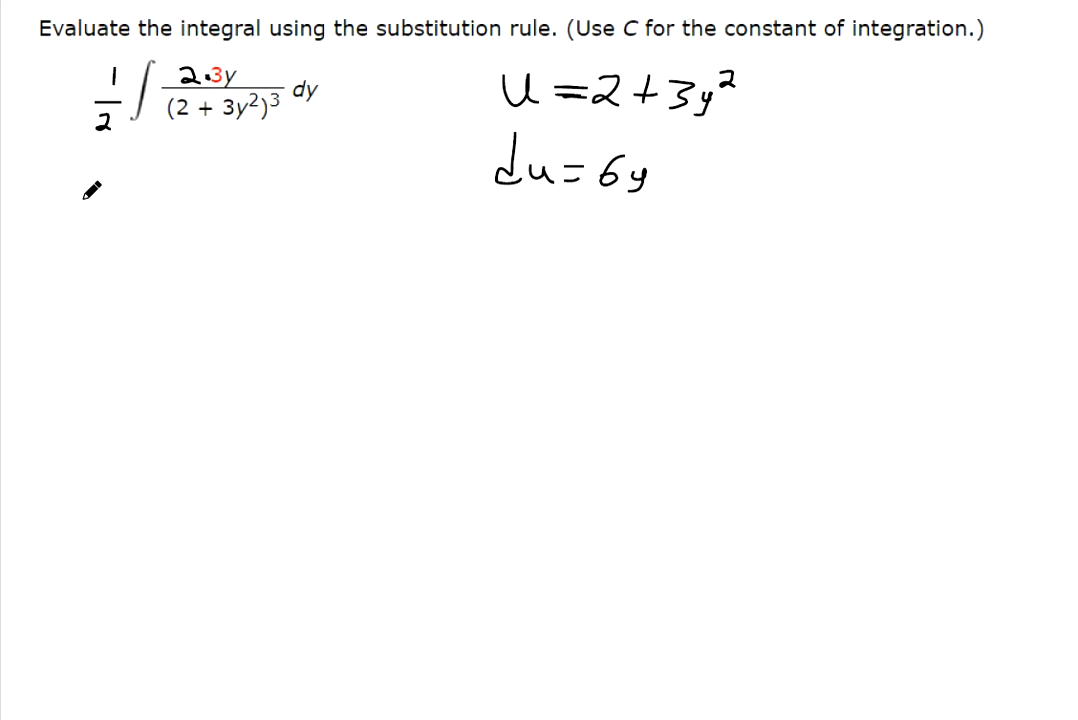 Evaluate the integral using the substitution rule. (Use C for the constant of integration.)
1/2 ∫ 2·3y/(2 + 3y²)³ dy
u = 2 + 3y²
du = 6y